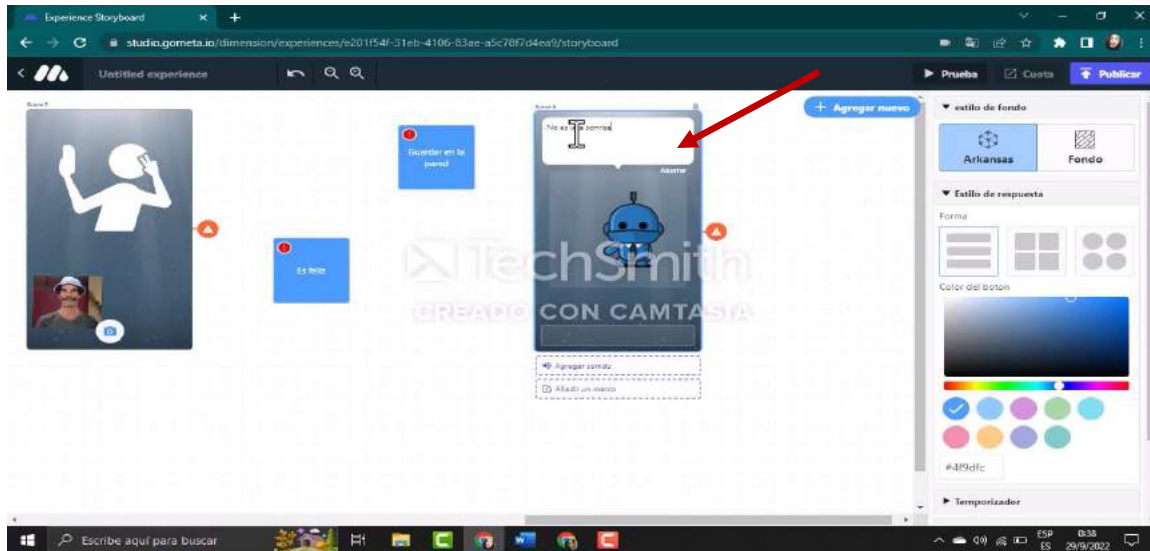 Experience Storyboard
studio.gometa.io/dimension/experiences/e201f54f-31eb-4106-83ae-a5c78f7d4ea9/storyboard
Untitled experience
Prueba
Cuota
Publicar
+ Agregar nuevo
No es una sonrisa
Guardar en la
pared
Es feliz
TechSmith
CREADO CON CAMTASIA
Agregar sonido
Añadir un marco
estilo de fondo
Arkansas
Fondo
Estilo de respuesta
Forma
Color del boton
#4f9dfc
Temporizador
Escribe aquí para buscar
ESP
ES
0:38
29/9/2022